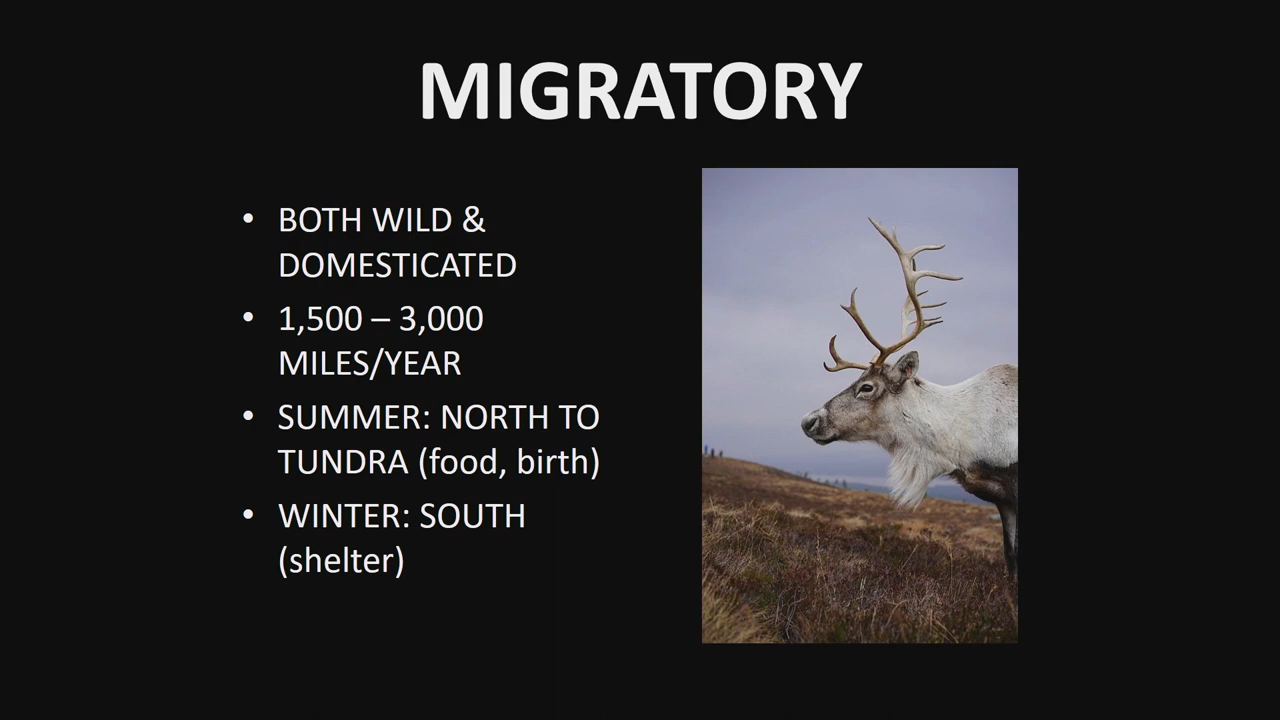 MIGRATORY
• BOTH WILD &
DOMESTICATED
• 1,500 – 3,000
MILES/YEAR
• SUMMER: NORTH TO
TUNDRA (food, birth)
• WINTER: SOUTH
(shelter)